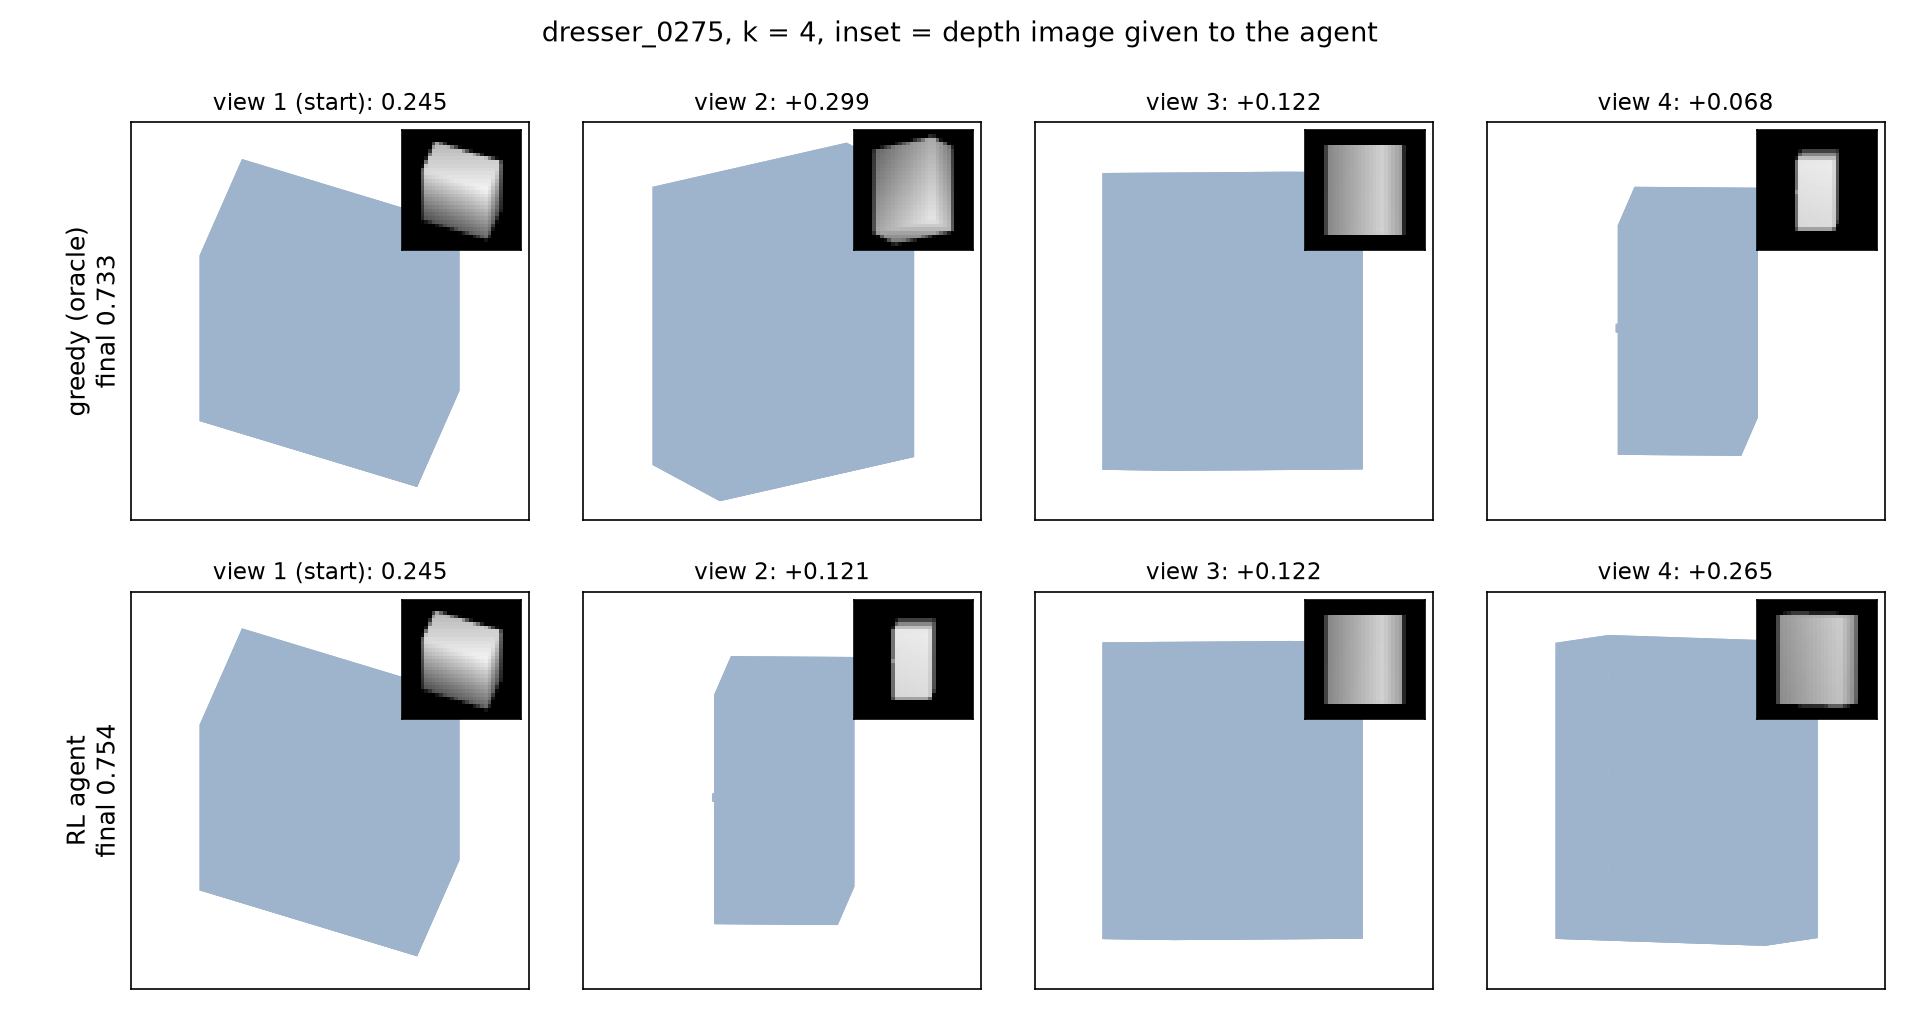 dresser_0275, k = 4, inset = depth image given to the agent
greedy (oracle)
final 0.733
view 1 (start): 0.245
view 2: +0.299
view 3: +0.122
view 4: +0.068
RL agent
final 0.754
view 1 (start): 0.245
view 2: +0.121
view 3: +0.122
view 4: +0.265